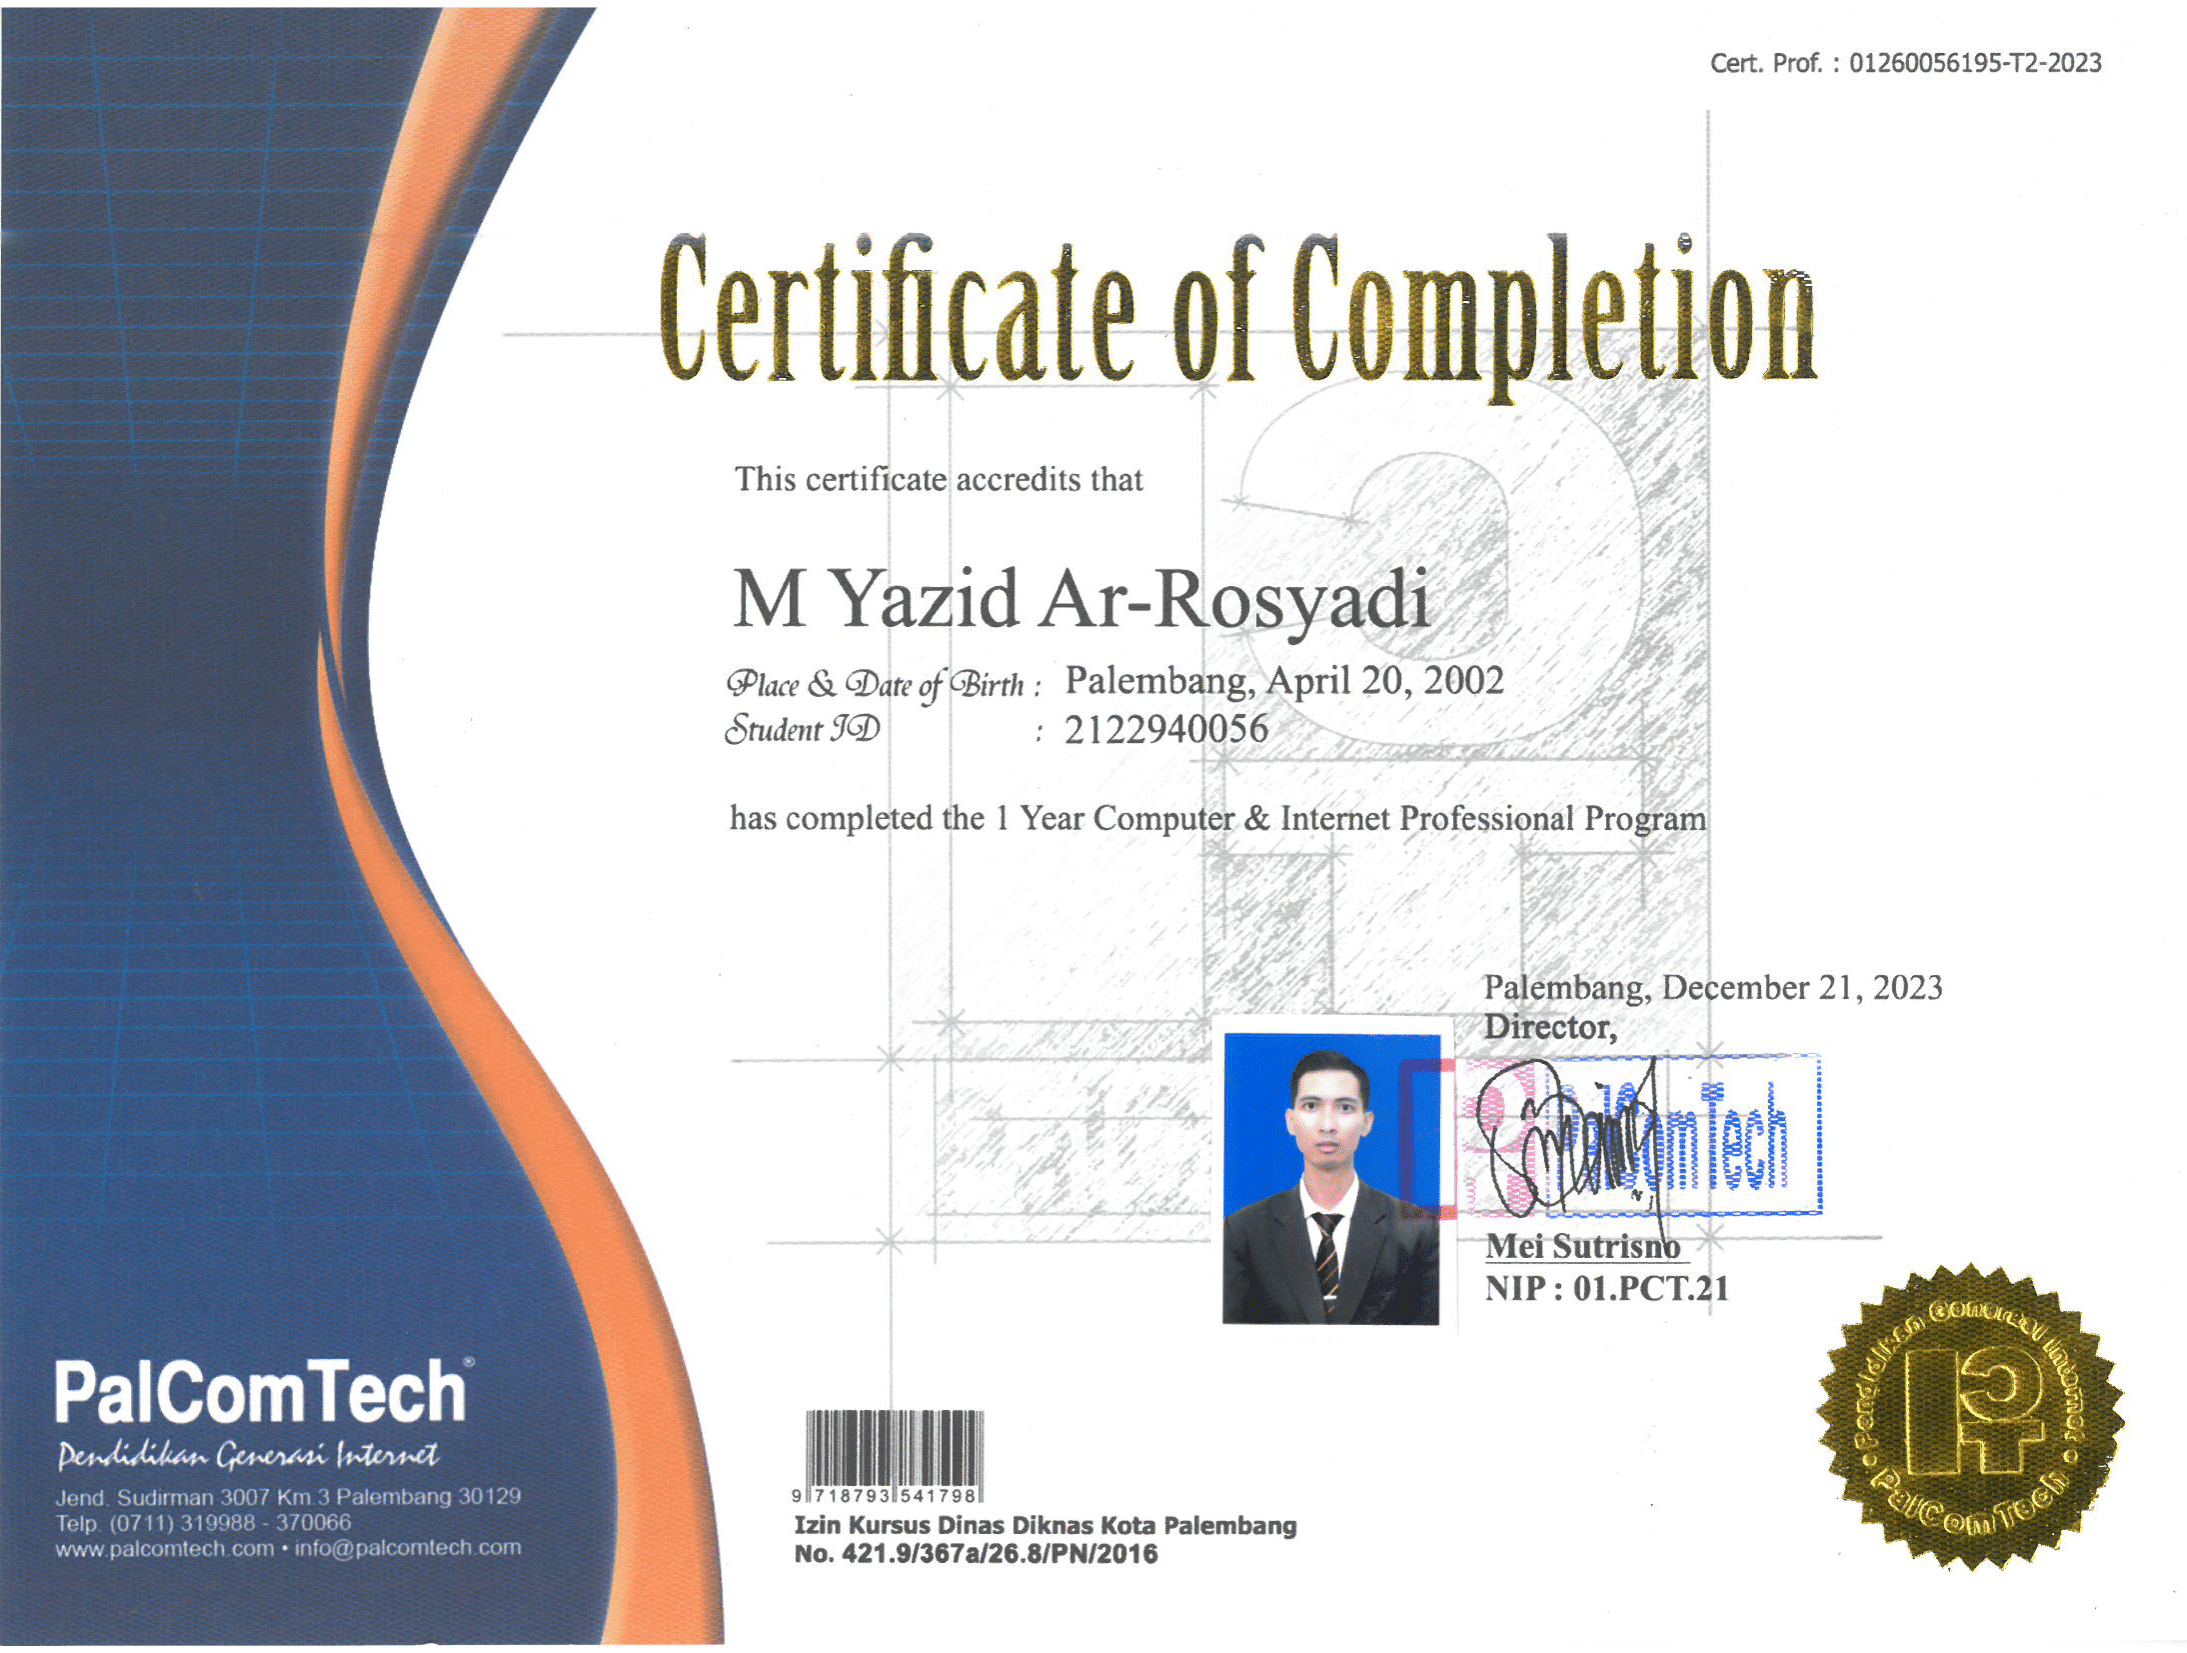 Cert. Prof. : 01260056195-T2-2023
Certificate of Completion
This certificate accredits that
M Yazid Ar-Rosyadi
Place & Date of Birth : Palembang, April 20, 2002
Student ID : 2122940056
has completed the 1 Year Computer & Internet Professional Program
Palembang, December 21, 2023
Director,
PalComTech
Mei Sutrisno
NIP : 01.PCT.21
PalComTech®
Pendidikan Generasi Internet
Jend. Sudirman 3007 Km.3 Palembang 30129
Telp. (0711) 319988 - 370066
www.palcomtech.com • info@palcomtech.com
9 718793 541798
Izin Kursus Dinas Diknas Kota Palembang
No. 421.9/367a/26.8/PN/2016
Pendidikan Generasi Internet
PalComTech